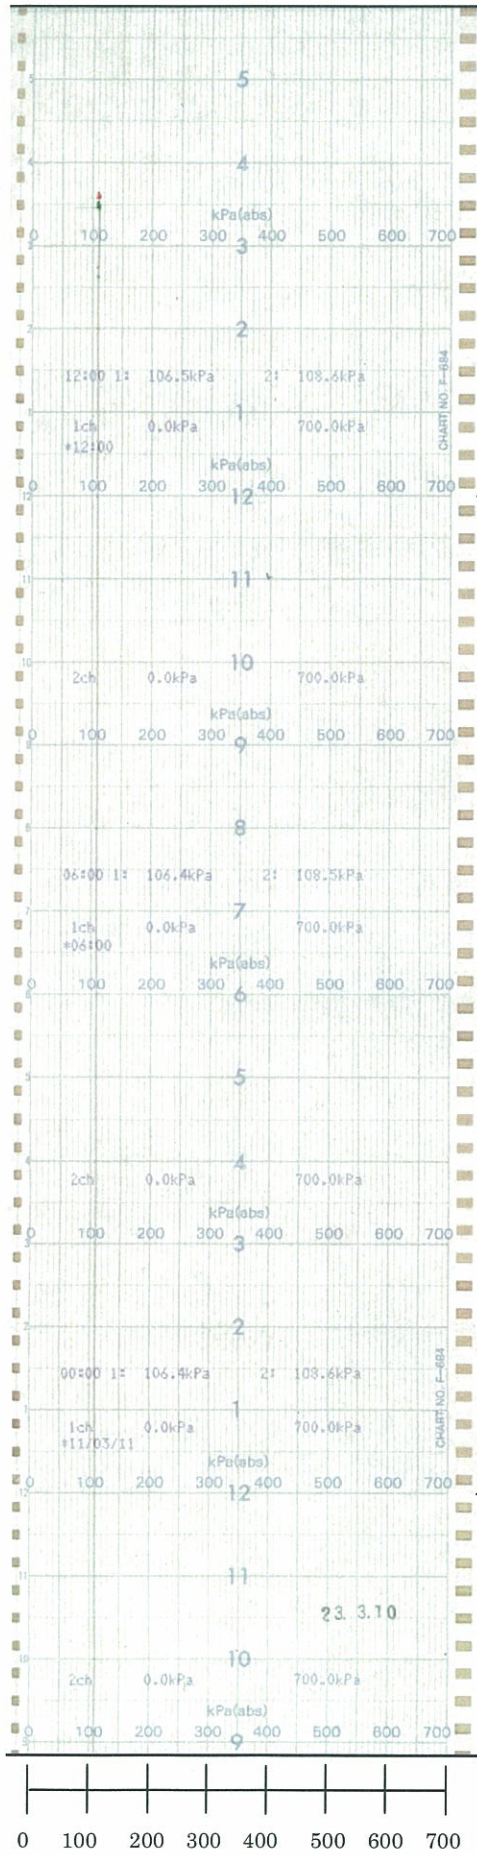 5
4
kPa(abs)
0 100 200 300 400 500 600 700
3
2
12:00 1: 106.5kPa 2: 108.6kPa
CHART NO. F-684
1
1ch 0.0kPa 700.0kPa
*12:00
kPa(abs)
0 100 200 300 400 500 600 700
12
11
10
2ch 0.0kPa 700.0kPa
kPa(abs)
0 100 200 300 400 500 600 700
9
8
06:00 1: 106.4kPa 2: 108.5kPa
7
1ch 0.0kPa 700.0kPa
*06:00
kPa(abs)
0 100 200 300 400 500 600 700
6
5
4
2ch 0.0kPa 700.0kPa
kPa(abs)
0 100 200 300 400 500 600 700
3
2
00:00 1: 106.4kPa 2: 108.6kPa
CHART NO. F-684
1
1ch 0.0kPa 700.0kPa
*11/03/11
kPa(abs)
0 100 200 300 400 500 600 700
12
11
23. 3.10
10
2ch 0.0kPa 700.0kPa
kPa(abs)
0 100 200 300 400 500 600 700
9
0 100 200 300 400 500 600 700